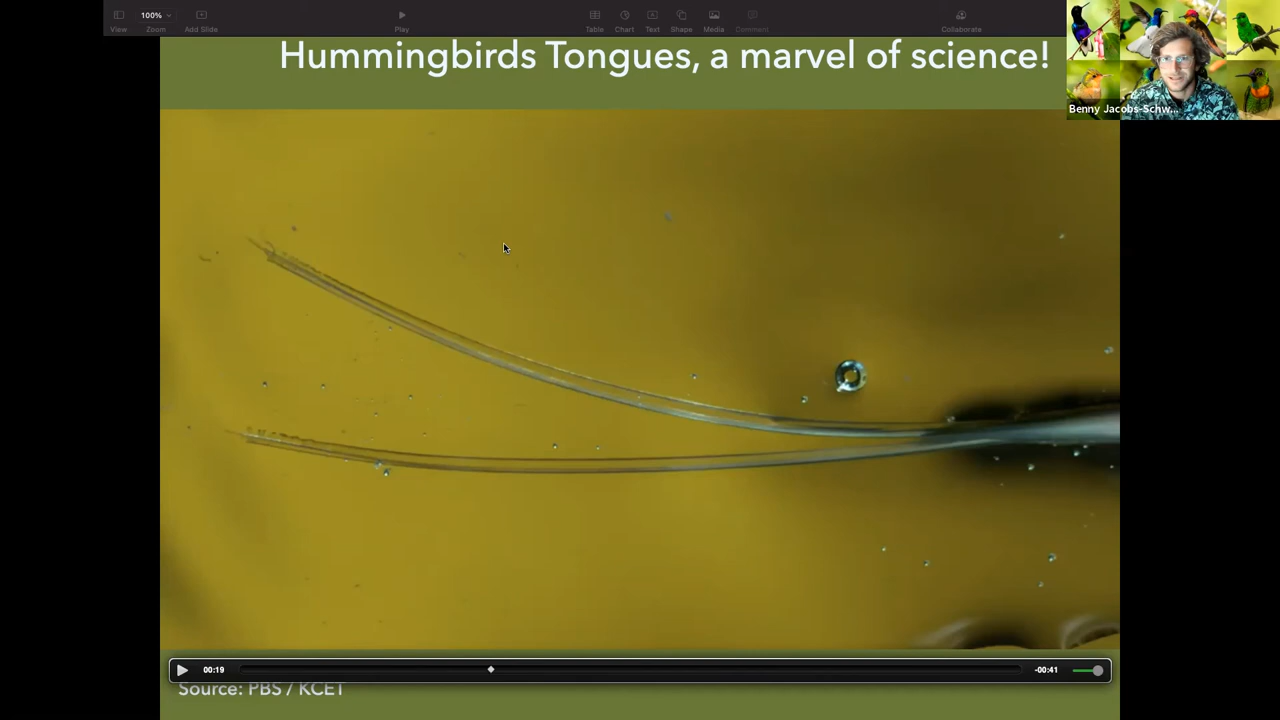 100%
View
Zoom
Add Slide
Play
Table
Chart
Text
Shape
Media
Comment
Collaborate
Hummingbirds Tongues, a marvel of science!
Benny Jacobs-Schw...
00:19
-00:41
Source: PBS / KCET